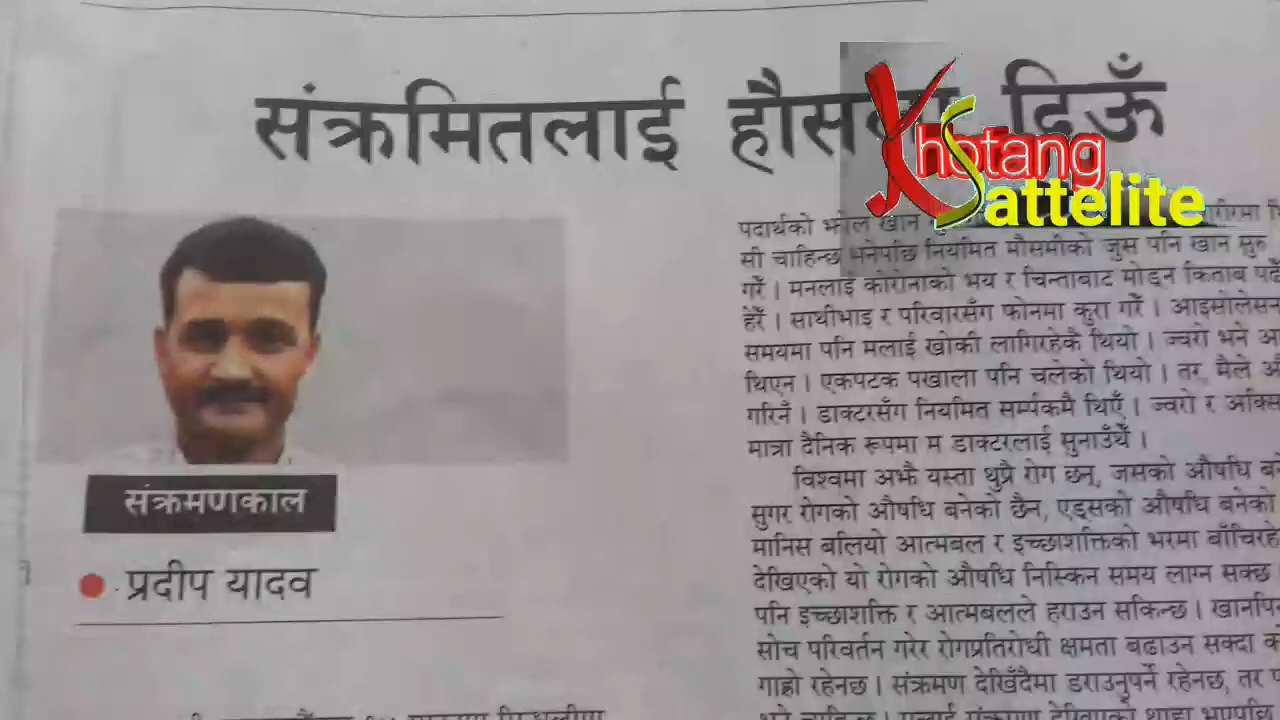 संक्रमितलाई हौसला दिऊँ
Khotang
Sattelite
संक्रमणकाल
प्रदीप यादव
पदार्थको झोल खान
सी चाहिन्छ भनेपछि नियमित मौसमीको जुस पनि खान सुरु
गरेँ । मनलाई कोरोनाको भय र चिन्ताबाट मोड्न किताब पढेँ
हेरेँ । साथीभाइ र परिवारसँग फोनमा कुरा गरेँ । आइसोलेसन
समयमा पनि मलाई खोकी लागिरहेकै थियो । ज्वरो भने
थिएन । एकपटक पखाला पनि चलेको थियो । तर, मैले
गरिनँ । डाक्टरसँग नियमित सर्म्पकमै थिएँ । ज्वरो र अक्सि
मात्रा दैनिक रूपमा म डाक्टरलाई सुनाउँथेँ ।
विश्वमा अझै यस्ता थुप्रै रोग छन्, जसको औषधि
सुगर रोगको औषधि बनेको छैन, एड्सको औषधि बनेको
मानिस बलियो आत्मबल र इच्छाशक्तिको भरमा बाँचिरहे
देखिएको यो रोगको औषधि निस्किन समय लाग्न सक्छ
पनि इच्छाशक्ति र आत्मबलले हराउन सकिन्छ । खानपि
सोच परिवर्तन गरेर रोगप्रतिरोधी क्षमता बढाउन सक्दा
गाह्रो रहेनछ । संक्रमण देखिँदैमा डराउनुपर्ने रहेनछ, तर